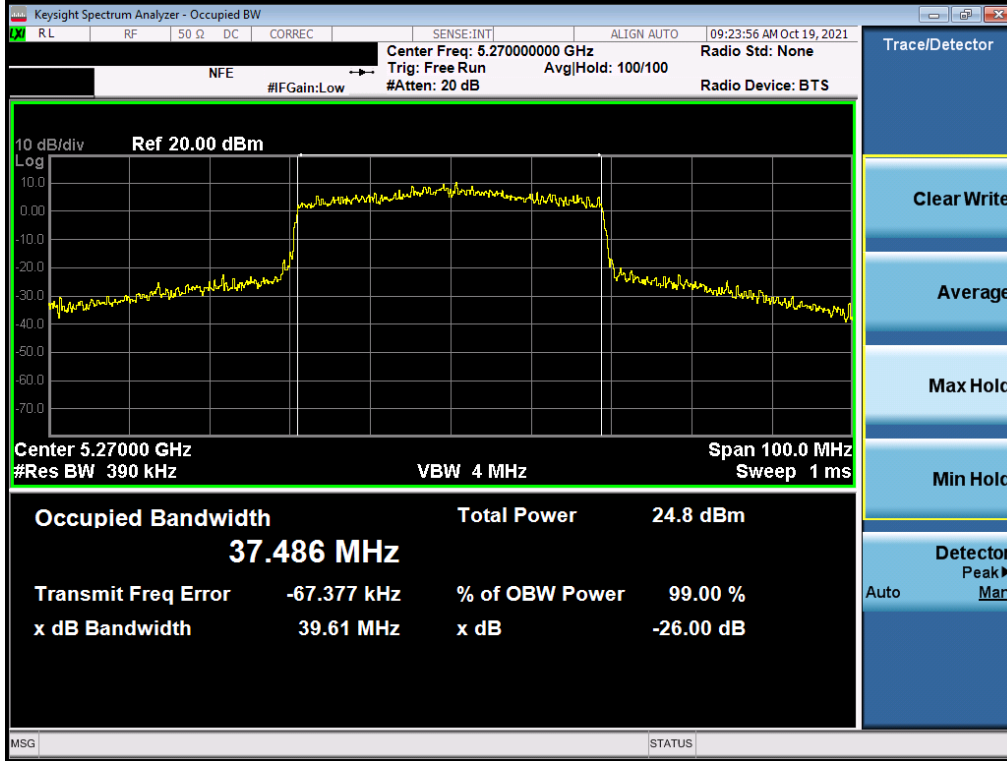 Keysight Spectrum Analyzer - Occupied BW
LXI RL RF 50 Ω DC CORREC SENSE:INT ALIGN AUTO 09:23:56 AM Oct 19, 2021
Center Freq: 5.270000000 GHz Radio Std: None
NFE Trig: Free Run Avg|Hold: 100/100
#IFGain:Low #Atten: 20 dB Radio Device: BTS
10 dB/div Ref 20.00 dBm
Log
10.0
0.00
-10.0
-20.0
-30.0
-40.0
-50.0
-60.0
-70.0
Center 5.27000 GHz Span 100.0 MHz
#Res BW 390 kHz VBW 4 MHz Sweep 1 ms
Occupied Bandwidth Total Power 24.8 dBm
37.486 MHz
Transmit Freq Error -67.377 kHz % of OBW Power 99.00 %
x dB Bandwidth 39.61 MHz x dB -26.00 dB
MSG STATUS
Trace/Detector
Clear Write
Average
Max Hold
Min Hold
Detector
Peak
Auto Man